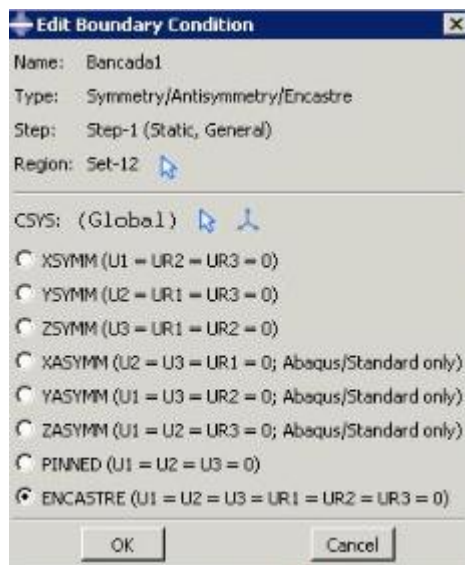 Edit Boundary Condition
Name: Bancada1
Type: Symmetry/Antisymmetry/Encastre
Step: Step-1 (Static, General)
Region: Set-12
CSYS: (Global)
XSYMM (U1 = UR2 = UR3 = 0)
YSYMM (U2 = UR1 = UR3 = 0)
ZSYMM (U3 = UR1 = UR2 = 0)
XASYMM (U2 = U3 = UR1 = 0; Abaqus/Standard only)
YASYMM (U1 = U3 = UR2 = 0; Abaqus/Standard only)
ZASYMM (U1 = U2 = UR3 = 0; Abaqus/Standard only)
PINNED (U1 = U2 = U3 = 0)
ENCASTRE (U1 = U2 = U3 = UR1 = UR2 = UR3 = 0)
OK Cancel